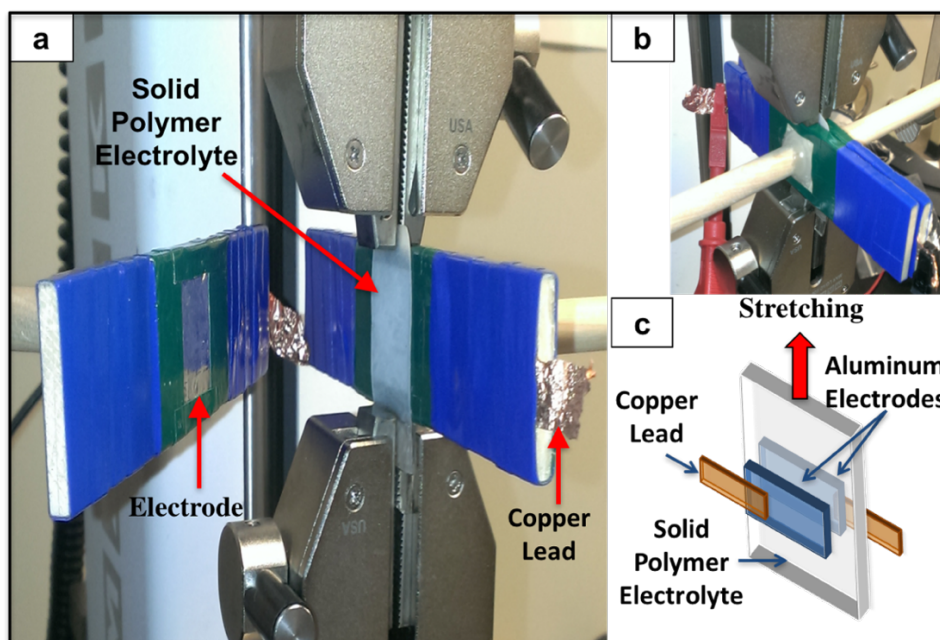 a
Solid
Polymer
Electrolyte
USA
Electrode
USA
Copper
Lead
b
c
Stretching
Aluminum
Electrodes
Copper
Lead
Solid
Polymer
Electrolyte